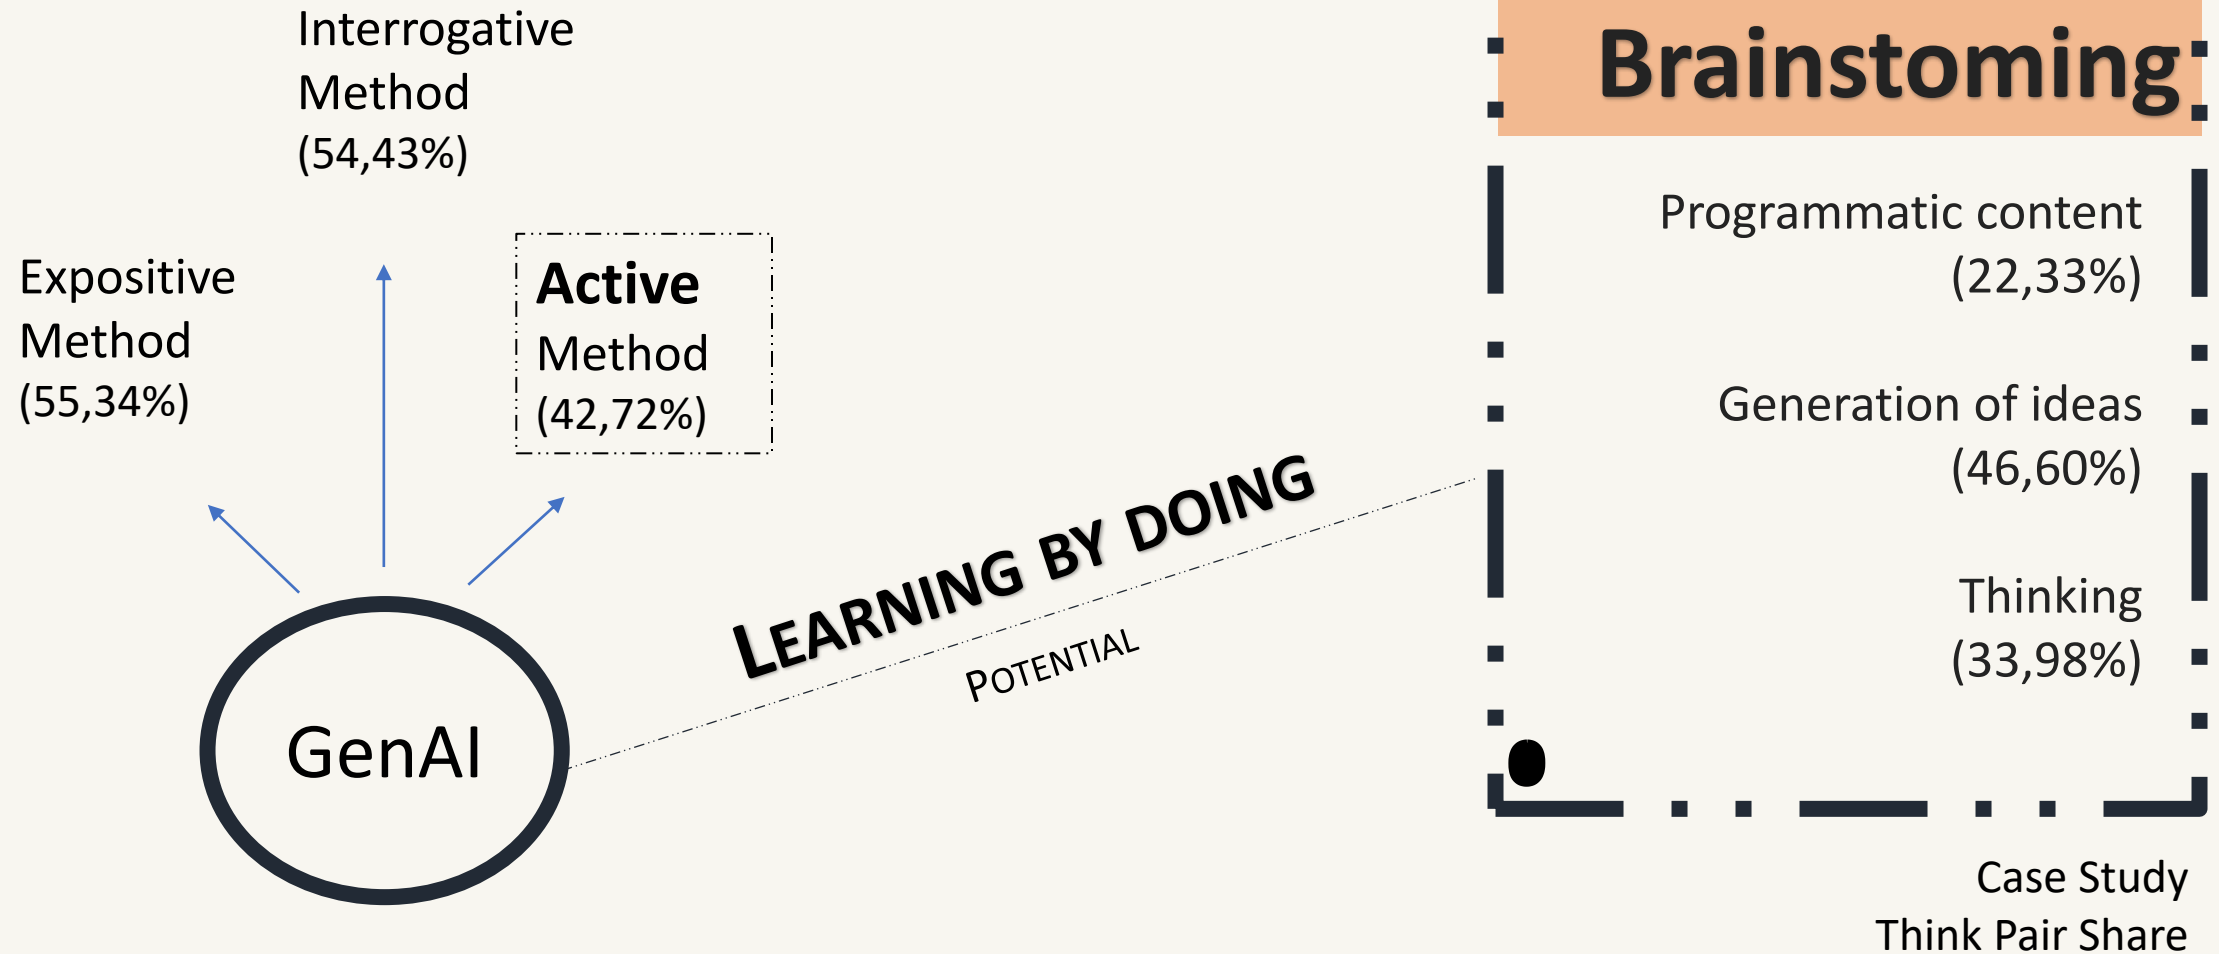 Interrogative
Method
(54,43%)
Expositive
Method
(55,34%)
Active
Method
(42,72%)
GenAI
LEARNING BY DOING
POTENTIAL
Brainstoming
Programmatic content
(22,33%)
Generation of ideas
(46,60%)
Thinking
(33,98%)
Case Study
Think Pair Share